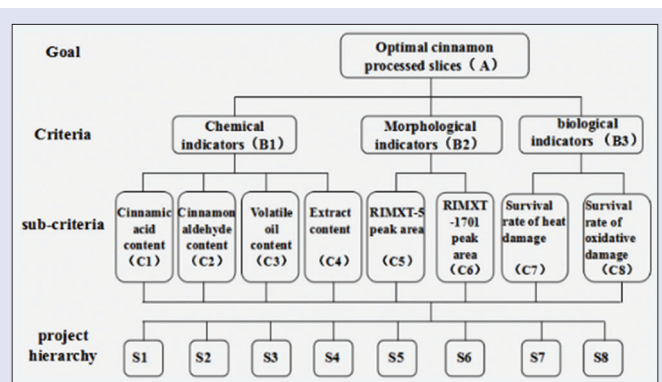 Goal
Optimal cinnamon
processed slices（A）
Criteria
Chemical
indicators（B1）
Morphological
indicators（B2）
biological
indicators（B3）
sub-criteria
Cinnamic
acid
content
（C1）
Cinnamon
aldehyde
content
（C2）
Volatile
oil
content
（C3）
Extract
content
（C4）
RIMXT-5
peak area
（C5）
RIMXT
-1701
peak
area
（C6）
Survival
rate of heat
damage
（C7）
Survival
rate of
oxidative
damage
（C8）
project
hierarchy
S1
S2
S3
S4
S5
S6
S7
S8